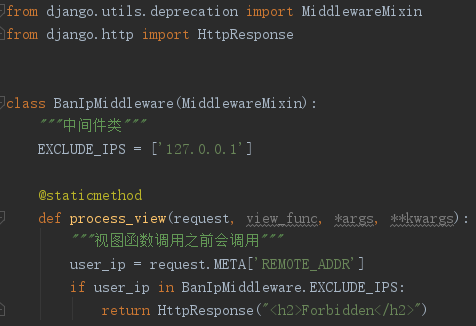 from django.utils.deprecation import MiddlewareMixin
from django.http import HttpResponse
class BanIpMiddleware(MiddlewareMixin):
"""中间件类"""
EXCLUDE_IPS = ['127.0.0.1']
@staticmethod
def process_view(request, view_func, *args, **kwargs):
"""视图函数调用之前会调用"""
user_ip = request.META['REMOTE_ADDR']
if user_ip in BanIpMiddleware.EXCLUDE_IPS:
return HttpResponse("<h2>Forbidden</h2>")